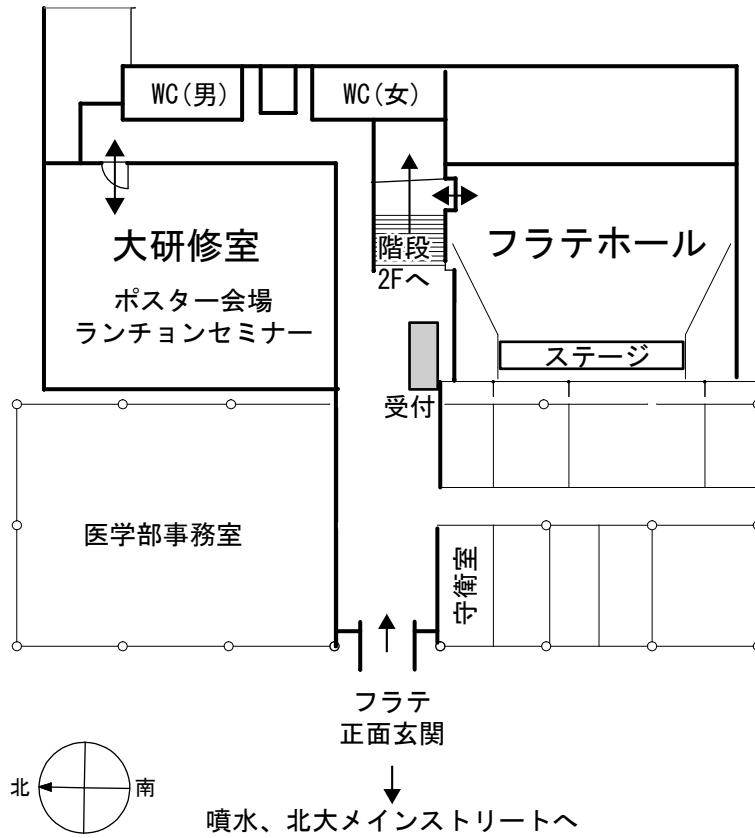 WC(男)
WC(女)
大研修室
ポスター会場
ランチョンセミナー
階段
2Fへ
フラテホール
ステージ
受付
医学部事務室
守衛室
フラテ
正面玄関
北
南
噴水、北大メインストリートへ